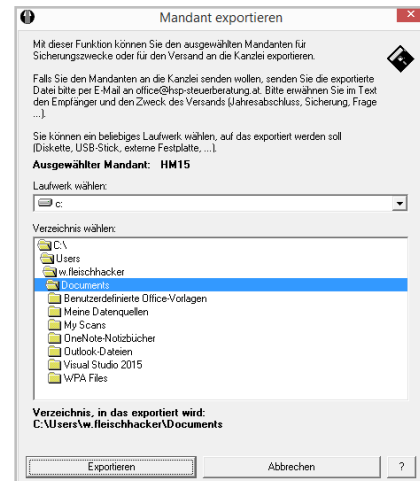 Mandant exportieren
Mit dieser Funktion können Sie den ausgewählten Mandanten für
Sicherungszwecke oder für den Versand an die Kanzlei exportieren.
Falls Sie den Mandanten an die Kanzlei senden wollen, senden Sie die exportierte
Datei bitte per E-Mail an office@hsp-steuerberatung.at. Bitte erwähnen Sie im Text
den Empfänger und den Zweck des Versands (Jahresabschluss, Sicherung, Frage
...).
Sie können ein beliebiges Laufwerk wählen, auf das exportiert werden soll
(Diskette, USB-Stick, externe Festplatte, ...).
Ausgewählter Mandant: HM15
Laufwerk wählen:
c:
Verzeichnis wählen:
C:\
Users
w.fleischhacker
Documents
Benutzerdefinierte Office-Vorlagen
Meine Datenquellen
My Scans
OneNote-Notizbücher
Outlook-Dateien
Visual Studio 2015
WPA Files
Verzeichnis, in das exportiert wird:
C:\Users\w.fleischhacker\Documents
Exportieren Abbrechen ?